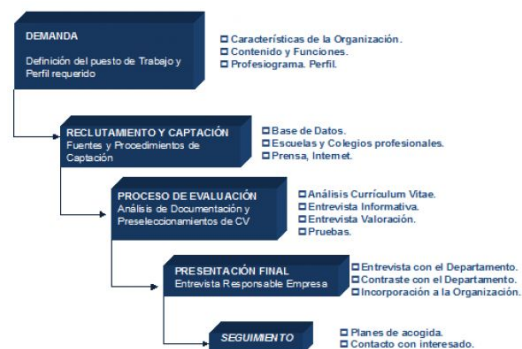 DEMANDA
Definición del puesto de Trabajo y
Perfil requerido
Características de la Organización.
Contenido y Funciones.
Profesiograma. Perfil.
RECLUTAMIENTO Y CAPTACIÓN
Fuentes y Procedimientos de
Captación
Base de Datos.
Escuelas y Colegios profesionales.
Prensa, Internet.
PROCESO DE EVALUACIÓN
Análisis de Documentación y
Preseleccionamientos de CV
Análisis Currículum Vitae.
Entrevista Informativa.
Entrevista Valoración.
Pruebas.
PRESENTACIÓN FINAL
Entrevista Responsable Empresa
Entrevista con el Departamento.
Contraste con el Departamento.
Incorporación a la Organización.
SEGUIMIENTO
Planes de acogida.
Contacto con interesado.